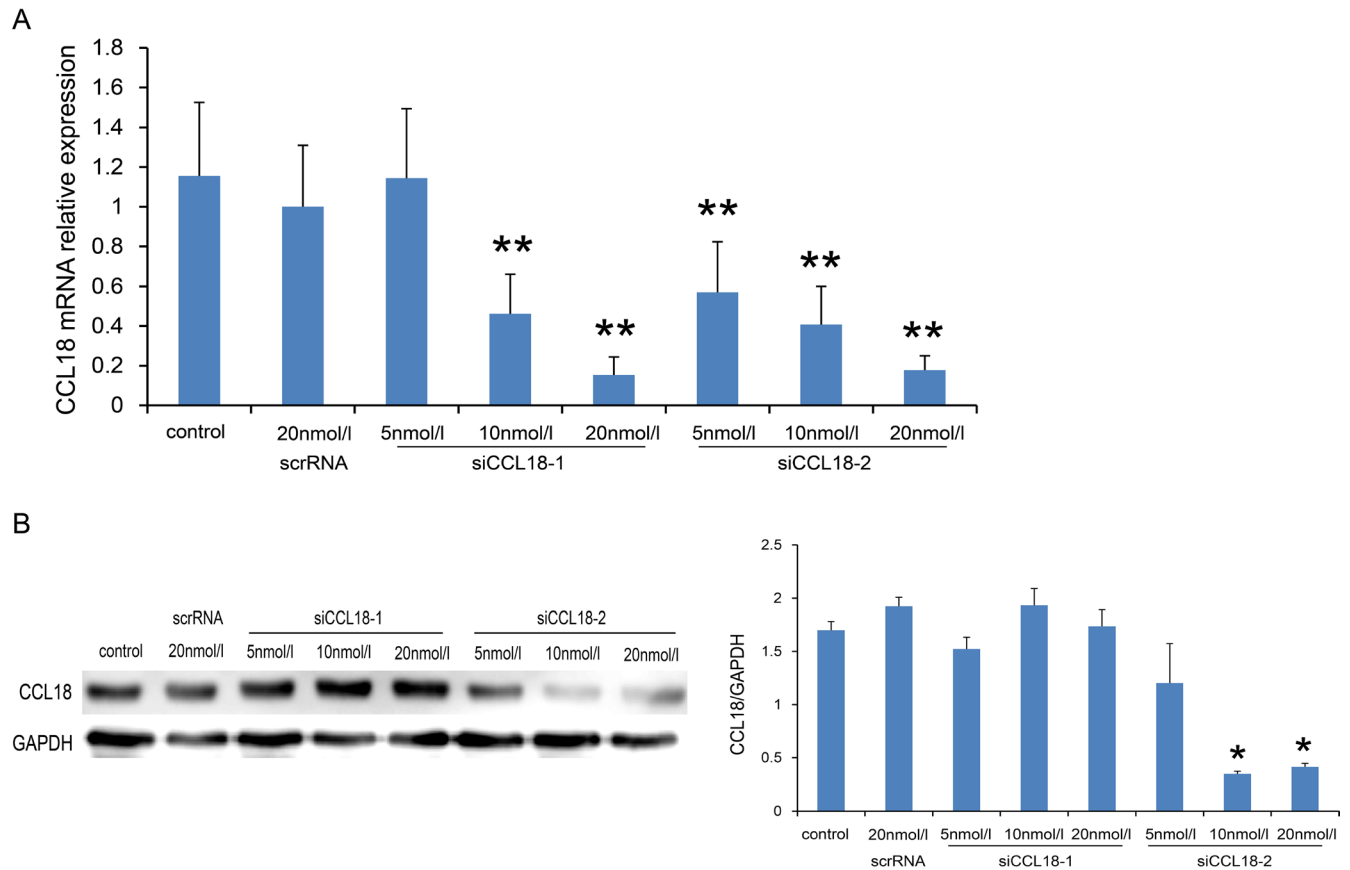 A
CCL18 mRNA relative expression
1.8
1.6
1.4
1.2
1
0.8
0.6
0.4
0.2
0
** ** ** ** **
control 20nmol/l 5nmol/l 10nmol/l 20nmol/l 5nmol/l 10nmol/l 20nmol/l
scrRNA siCCL18-1 siCCL18-2
B
scrRNA siCCL18-1 siCCL18-2
control 20nmol/l 5nmol/l 10nmol/l 20nmol/l 5nmol/l 10nmol/l 20nmol/l
CCL18
GAPDH
CCL18/GAPDH
2.5
2
1.5
1
0.5
0
* *
control 20nmol/l 5nmol/l 10nmol/l 20nmol/l 5nmol/l 10nmol/l 20nmol/l
scrRNA siCCL18-1 siCCL18-2